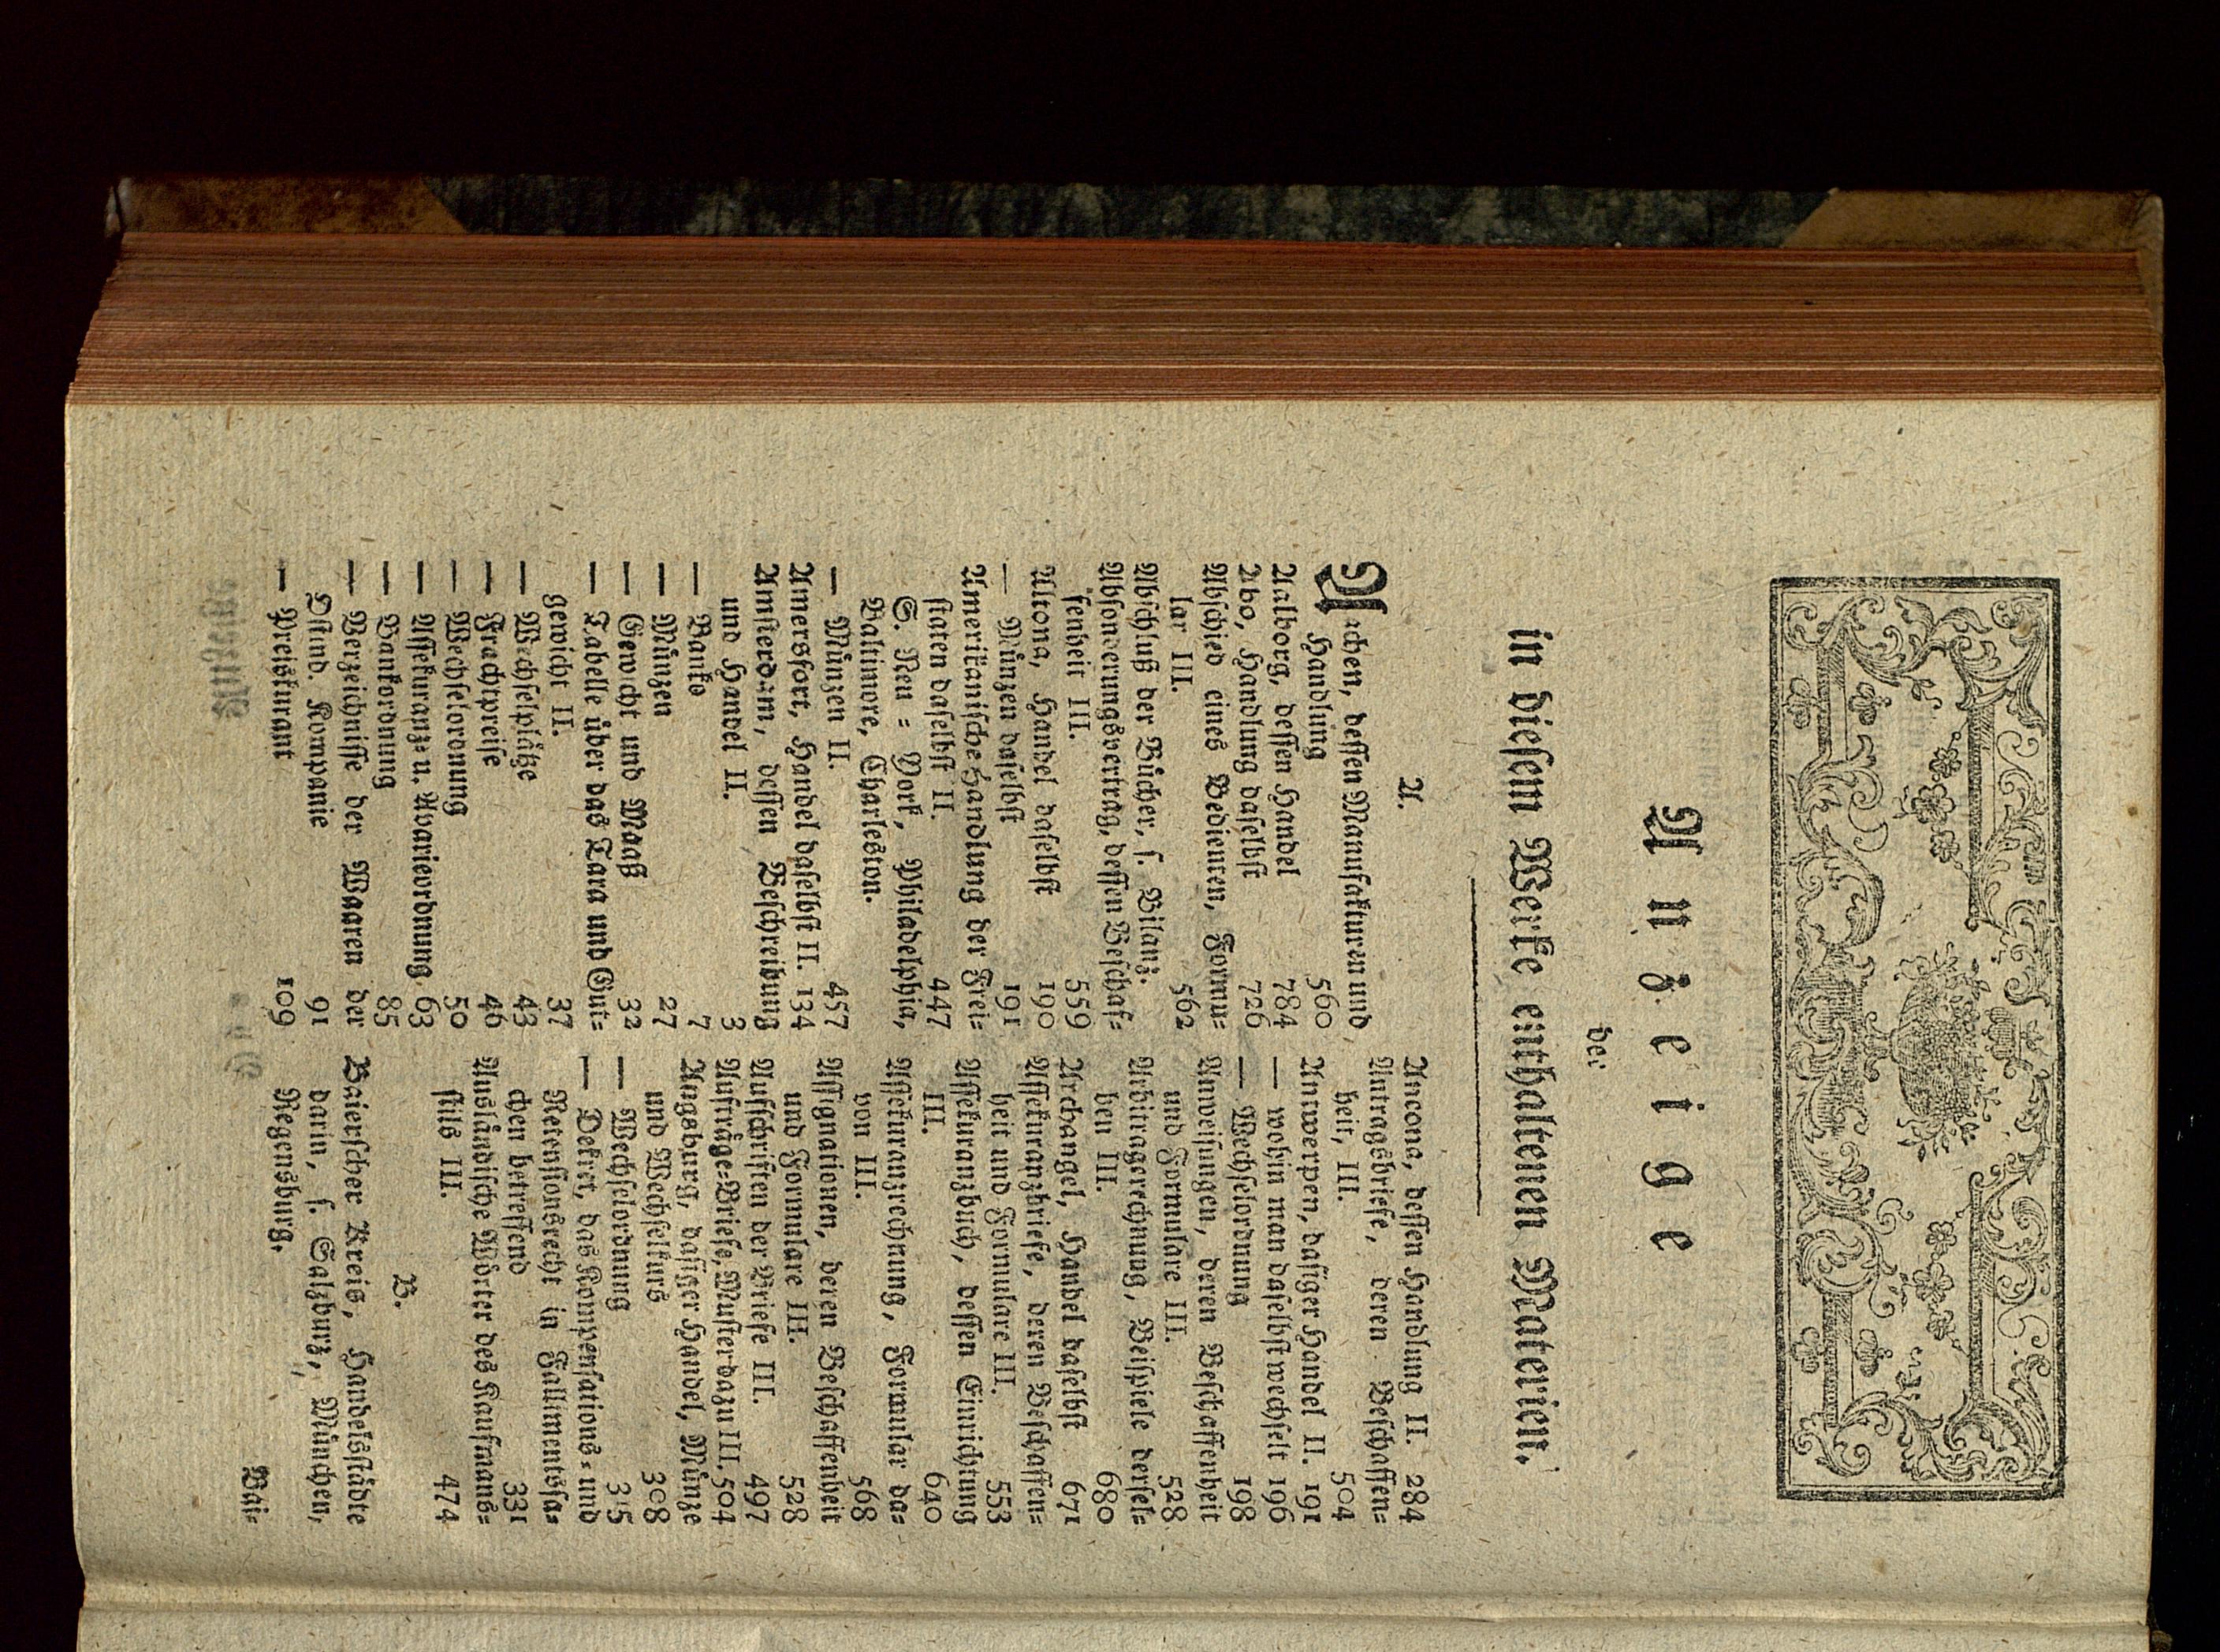 Anzeige
der
in diesem Werke enthaltenen Materien.
A.
Aachen, dessen Manufakturen und
Handlung 560
Aalborg, dessen Handel 784
Abo, Handlung daselbst 726
Abschied eines Bedienten, Formu-
lar III. 562
Abschluß der Bücher, s. Bilanz.
Absonderungsvertrag, dessen Beschaf-
fenheit III. 559
Altona, Handel daselbst 190
— Münzen daselbst 191
Amerikanische Handlung der Frei-
staten daselbst II. 447
S. Neu-York, Philadelphia,
Baltimore, Charleston.
— Münzen II. 457
Amersfort, Handel daselbst II. 134
Amsterdam, dessen Beschreibung
und Handel II. 3
— Banko 7
— Münzen 27
— Gewicht und Maaß 32
— Tabelle über das Tara und Gut-
gewicht II. 37
— Wechselplätze 43
— Frachtpreise 46
— Wechselordnung 50
— Assekuranz- u. Avarieordnung 63
— Bankordnung 85
— Verzeichnisse der Waaren der
Ostind. Kompanie 91
— Preiskurant 109
Ancona, dessen Handlung II. 284
Antragsbriefe, deren Beschaffen-
heit, III. 504
Antwerpen, dasiger Handel II. 191
— wohin man daselbst wechselt 196
— Wechselordnung 198
Anweisungen, deren Beschaffenheit
und Formulare III. 528
Arbitragerechnung, Beispiele dersel-
ben III. 680
Archangel, Handel daselbst 671
Assekuranzbriefe, deren Beschaffen-
heit und Formulare III. 553
Assekuranzbuch, dessen Einrichtung
III. 640
Assekuranzrechnung, Formular da-
von III. 568
Assignationen, deren Beschaffenheit
und Formulare III. 528
Aufschriften der Briefe III. 497
Aufträge-Briefe, Muster dazu III. 504
Augsburg, dasiger Handel, Münze
und Wechselkurs 308
— Wechselordnung 315
— Dekret, das Kompensations- und
Retensionsrecht in Fallimentssa-
chen betreffend 331
Ausländische Wörter des Kaufmans-
stils III. 474
B.
Baierscher Kreis, Handelsstädte
darin, s. Salzburg, München,
Regensburg.
Bai-